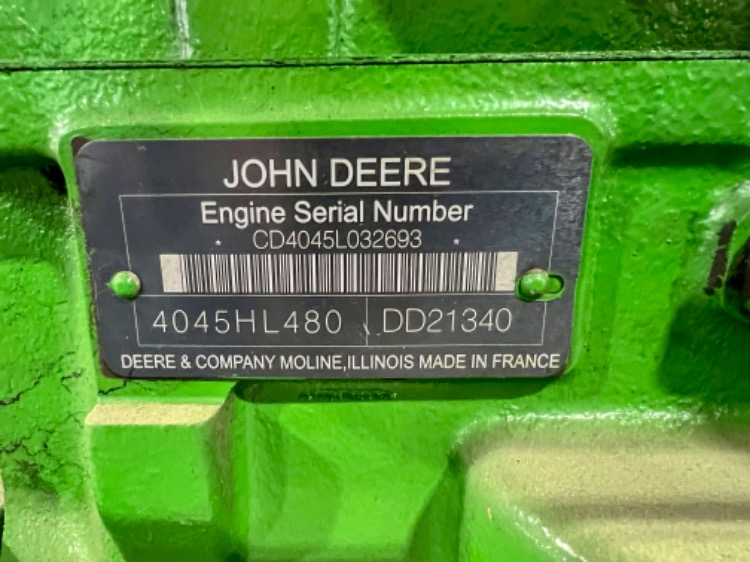 JOHN DEERE
Engine Serial Number
* CD4045L032693 *
4045HL480 DD21340
DEERE & COMPANY MOLINE,ILLINOIS MADE IN FRANCE